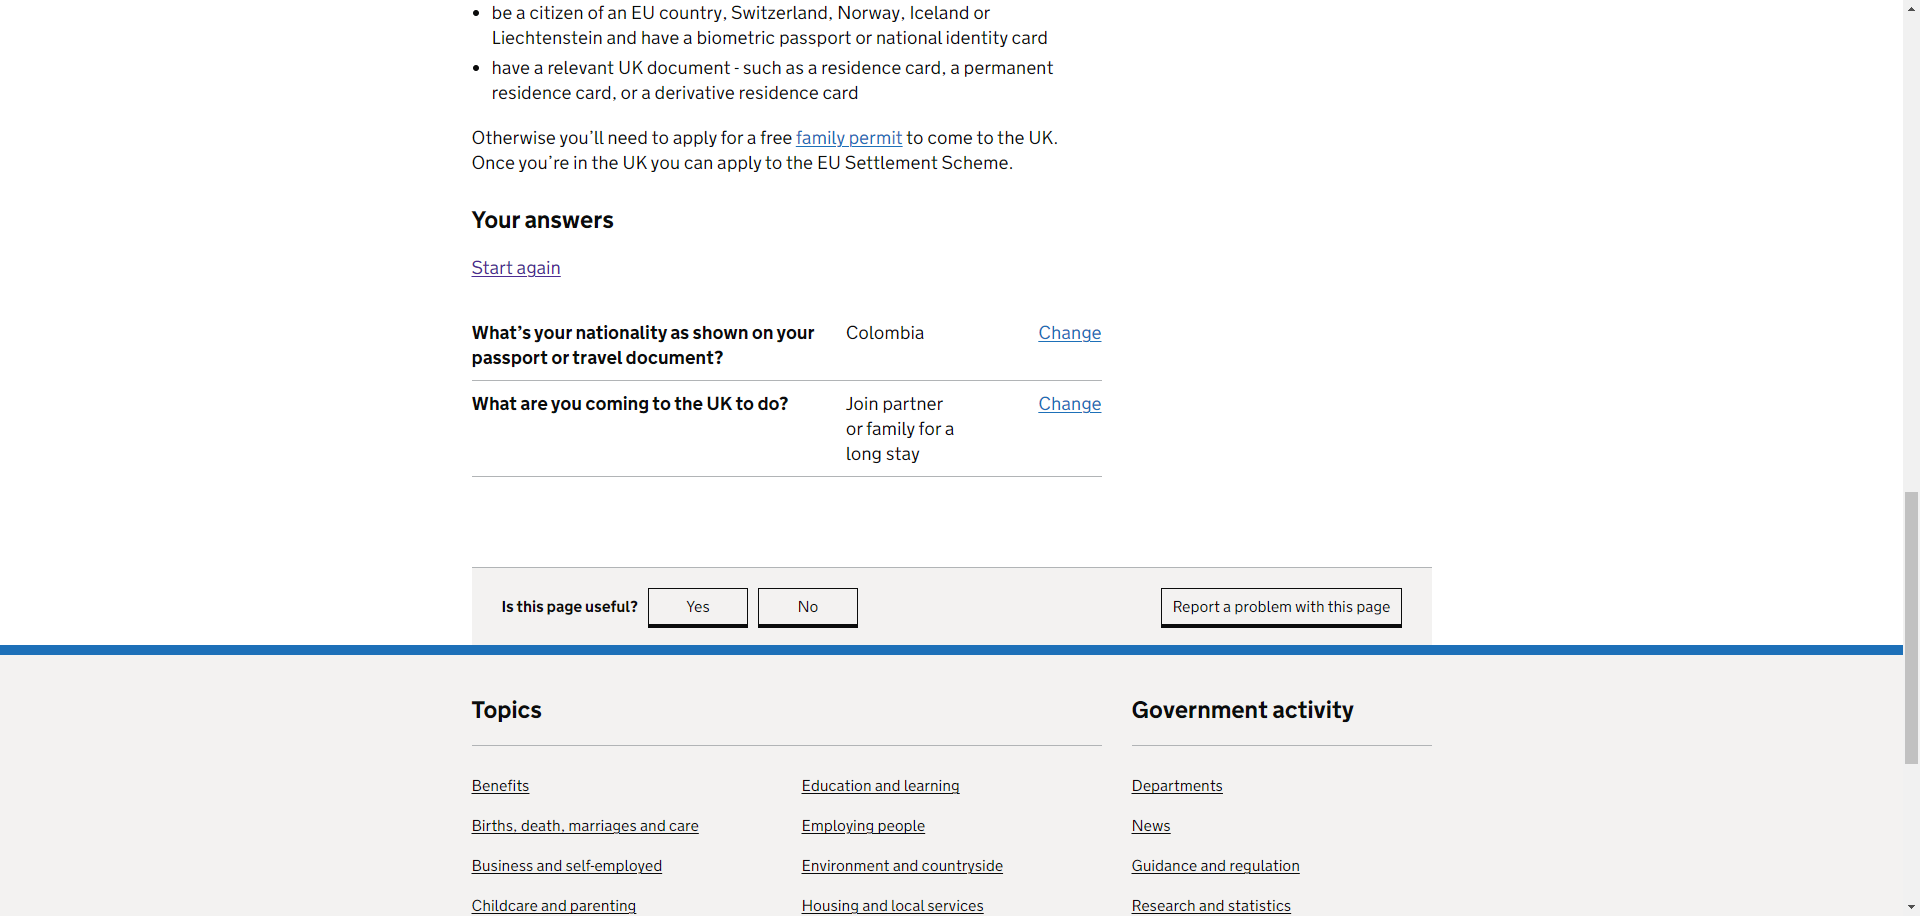 be a citizen of an EU country, Switzerland, Norway, Iceland or
Liechtenstein and have a biometric passport or national identity card
have a relevant UK document - such as a residence card, a permanent
residence card, or a derivative residence card
Otherwise you’ll need to apply for a free family permit to come to the UK.
Once you’re in the UK you can apply to the EU Settlement Scheme.
Your answers
Start again
What’s your nationality as shown on your
passport or travel document?
Colombia
Change
What are you coming to the UK to do?
Join partner
or family for a
long stay
Change
Is this page useful?
Yes
No
Report a problem with this page
Topics
Benefits
Births, death, marriages and care
Business and self-employed
Childcare and parenting
Education and learning
Employing people
Environment and countryside
Housing and local services
Government activity
Departments
News
Guidance and regulation
Research and statistics